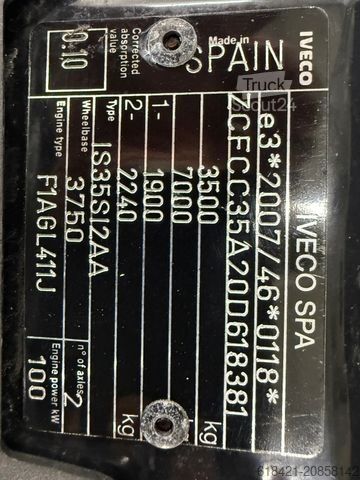 IVECO
Made in
SPAIN
IVECO SPA
e3*2007/46*0118*
ZCFCC35A20D618381
3500 kg
7000
1- 1900
2- 2240 kg
Corrected absorption value
0.10
Type
IS35S12AA
Wheelbase
3750
n° of axles
2
Engine type
F1AGL411J
Engine power kW
100
Truck
Scout24
618421-20858142